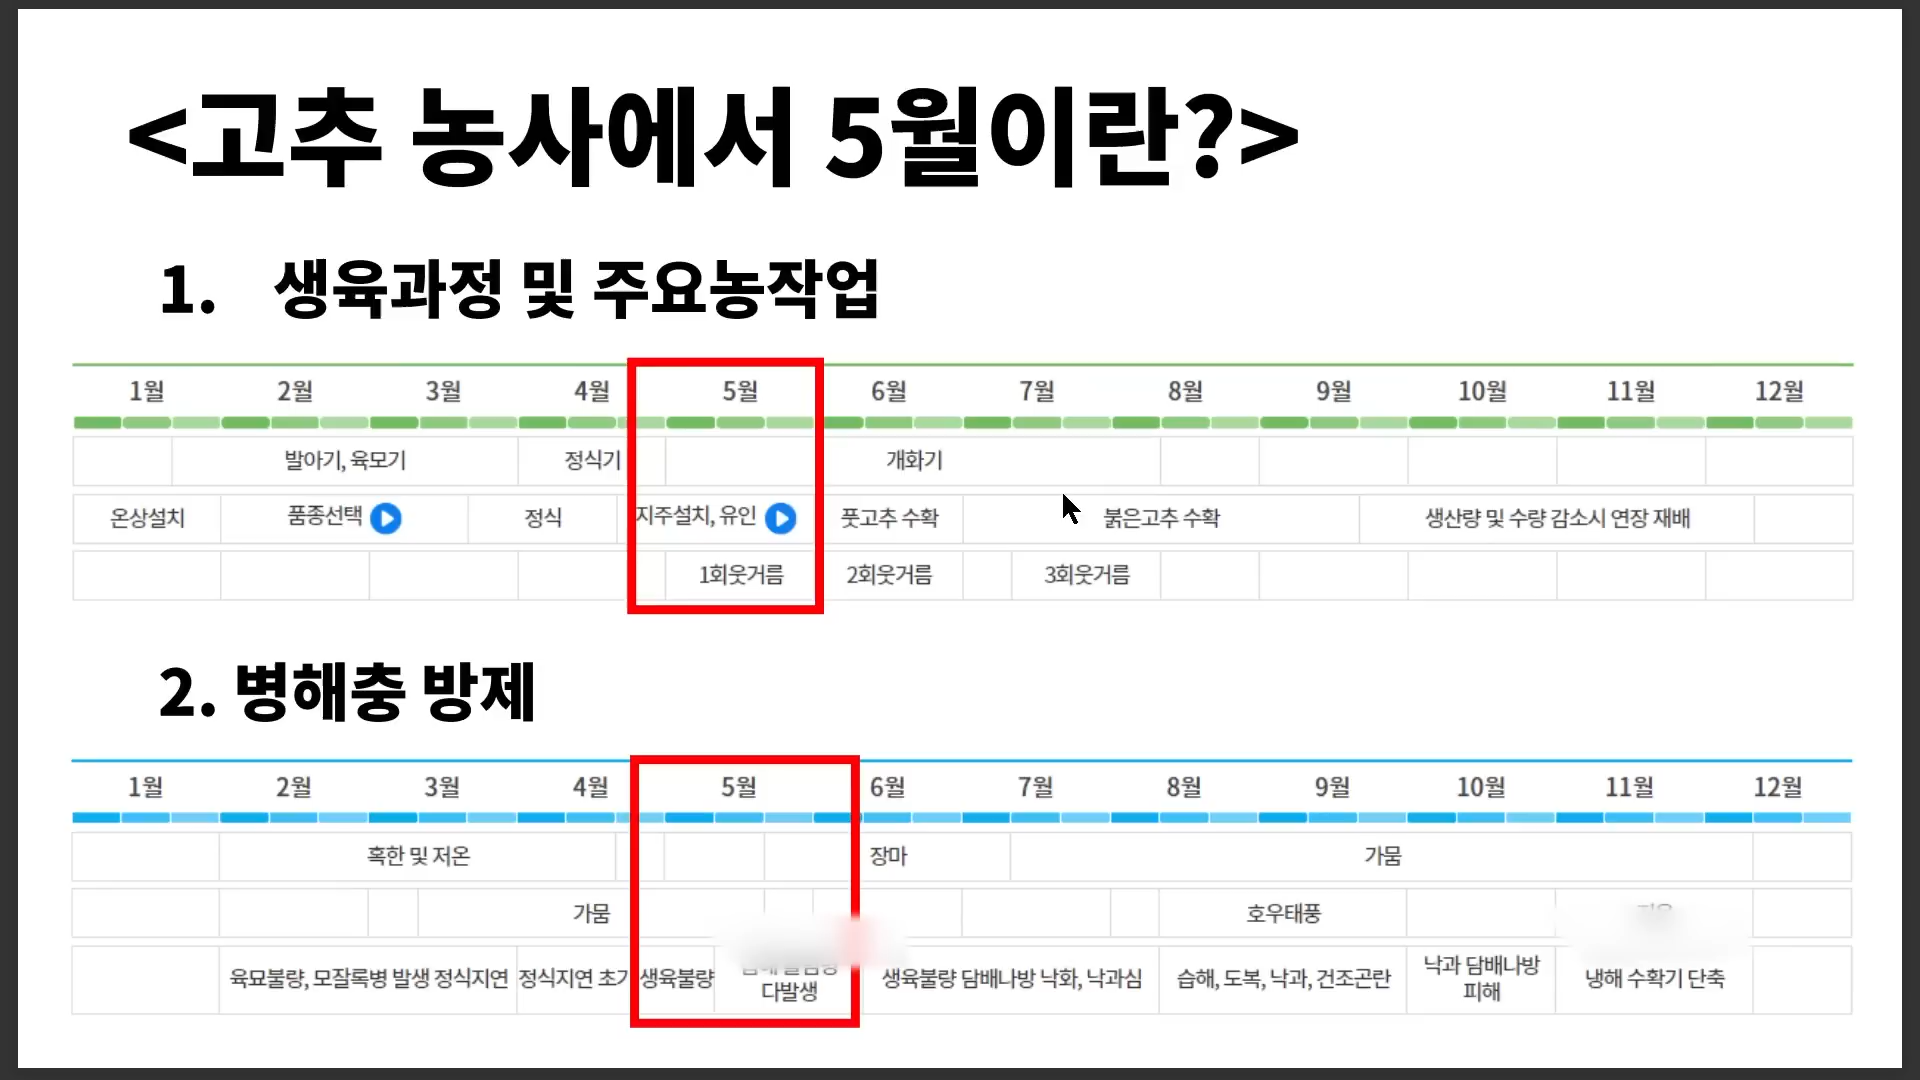 <고추 농사에서 5월이란?>
1. 생육과정 및 주요농작업
1월 2월 3월 4월 5월 6월 7월 8월 9월 10월 11월 12월
발아기, 육모기 정식기 개화기
온상설치 품종선택 정식 지주설치, 유인 풋고추 수확 붉은고추 수확 생산량 및 수량 감소시 연장 재배
1회웃거름 2회웃거름 3회웃거름
2. 병해충 방제
1월 2월 3월 4월 5월 6월 7월 8월 9월 10월 11월 12월
혹한 및 저온 장마 가뭄
가뭄 호우태풍
육묘불량, 모잘록병 발생 정식지연 정식지연 초기 생육불량 다발생 생육불량 담배나방 낙화, 낙과심 습해, 도복, 낙과, 건조곤란 낙과 담배나방 피해 냉해 수확기 단축